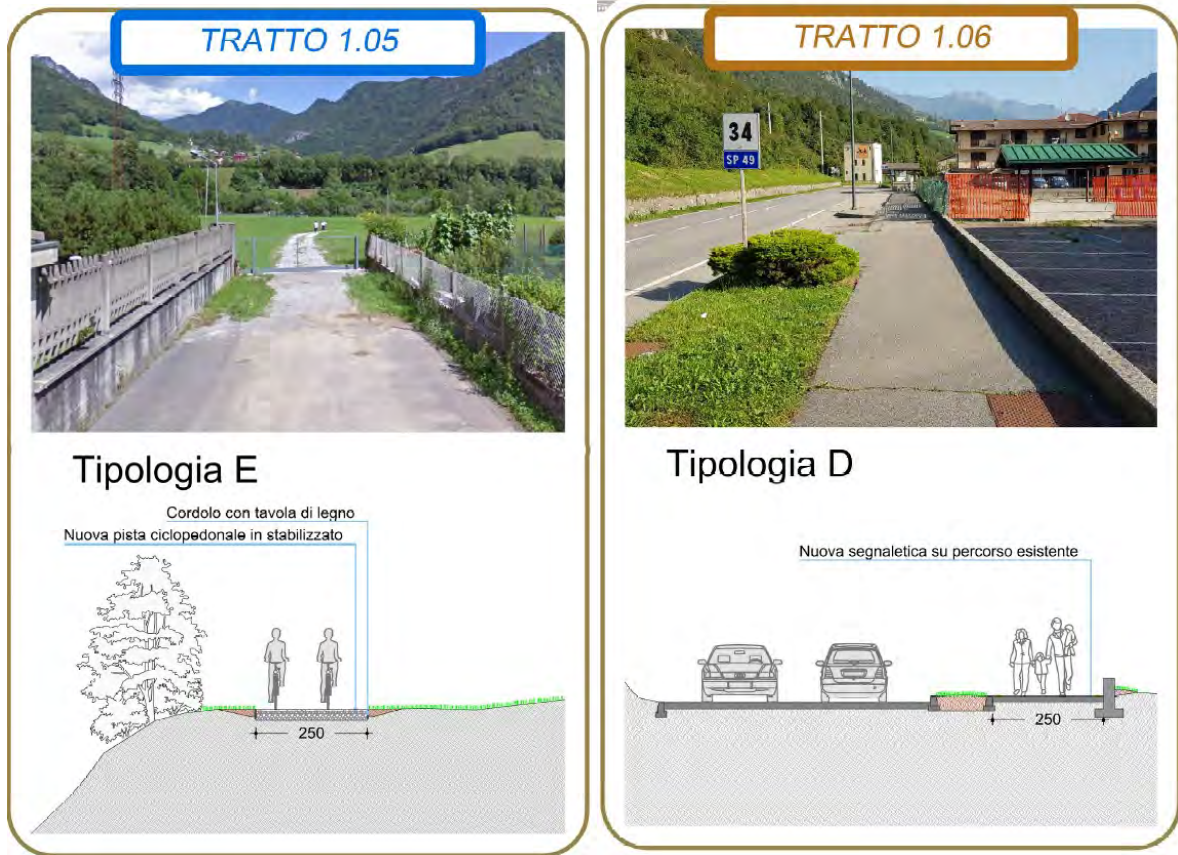 TRATTO 1.05
Tipologia E
Cordolo con tavola di legno
Nuova pista ciclopedonale in stabilizzato
250
TRATTO 1.06
34
SP 49
Tipologia D
Nuova segnaletica su percorso esistente
250